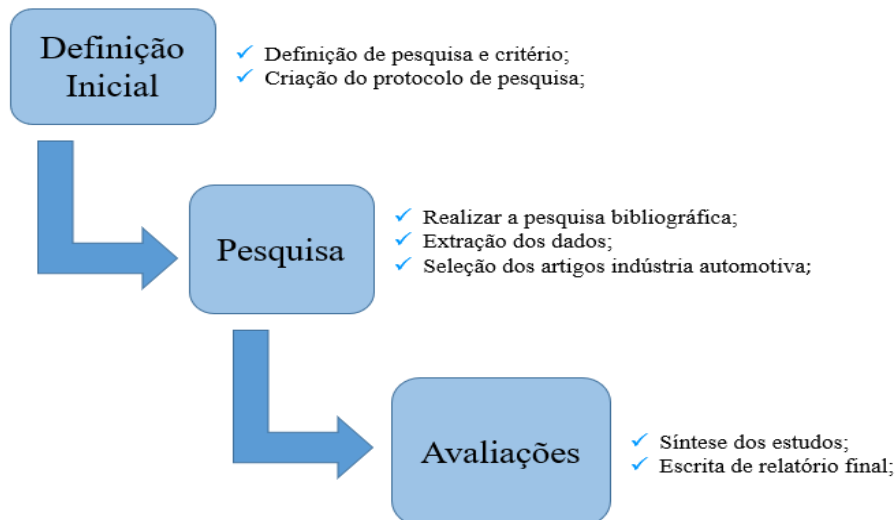 Definição
Inicial
✓ Definição de pesquisa e critério;
✓ Criação do protocolo de pesquisa;
Pesquisa
✓ Realizar a pesquisa bibliográfica;
✓ Extração dos dados;
✓ Seleção dos artigos indústria automotiva;
Avaliações
✓ Síntese dos estudos;
✓ Escrita de relatório final;